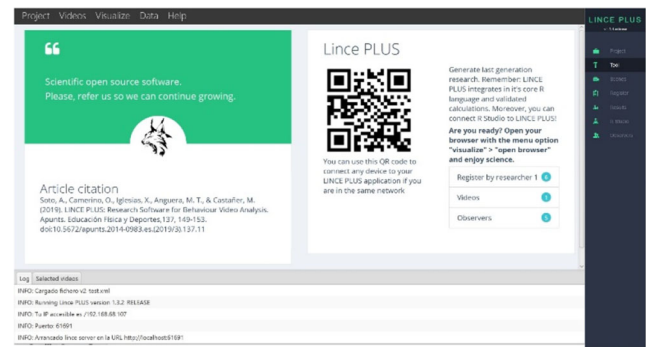 Project Videos Visualize Data Help
Scientific open source software.
Please, refer us so we can continue growing.
Article citation
Soto, A., Camerino, O., Iglesias, X., Anguera, M. T., & Castañer, M.
(2019). LINCE PLUS: Research Software for Behaviour Video Analysis.
Apunts. Educación Física y Deportes,137, 149-153.
doi:10.5672/apunts.2014-0983.es.(2019/3).137.11
Lince PLUS
You can use this QR code to
connect any device to your
LINCE PLUS application if you
are in the same network
Generate last generation
research. Remember: LINCE
PLUS integrates in it's core R
language and validated
calculations. Moreover, you can
connect R Studio to LINCE PLUS!
Are you ready? Open your
browser with the menu option
"visualize" > "open browser"
and enjoy science.
Register by researcher 1
Videos
Observers
LINCE PLUS
Project
Tool
Register
Log Selected videos
INFO: Cargado fichero v2_test.xml
INFO: Running Lince PLUS version 1.3.2 RELEASE
INFO: Tu IP accesible es /192.168.68.107
INFO: Puerto: 61691
INFO: Arrancado lince server en la URL http://localhost:61691